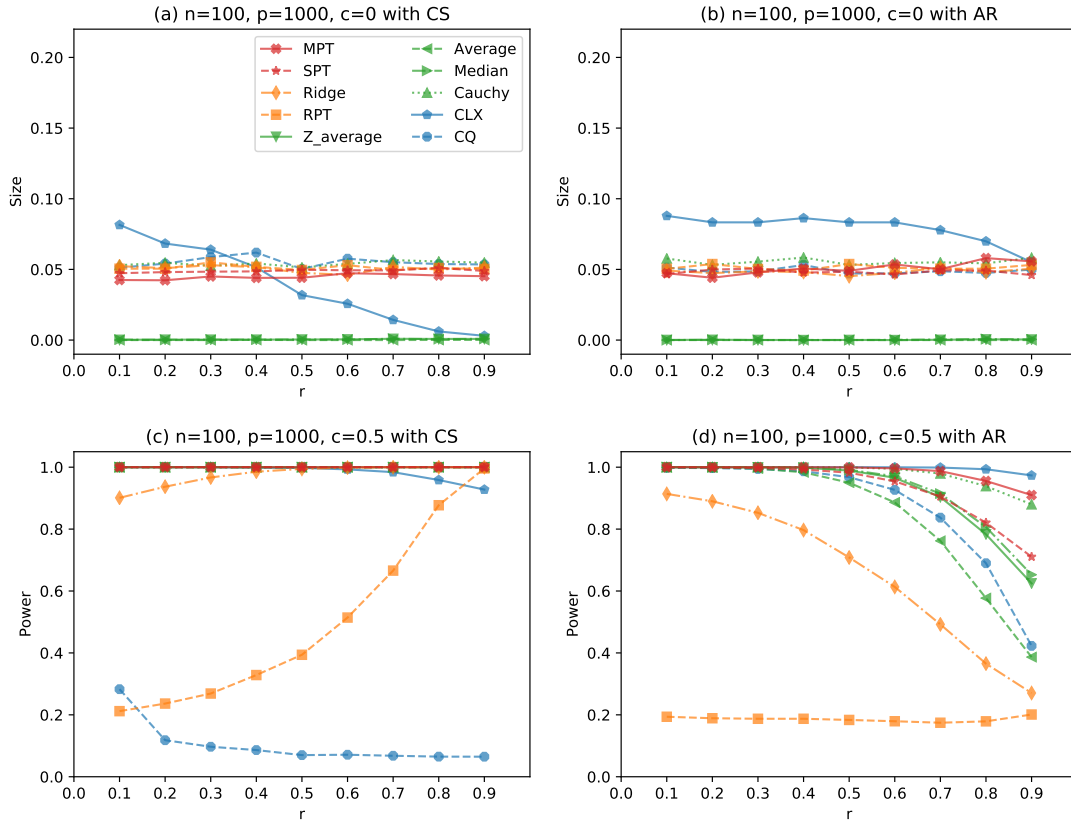 (a) n=100, p=1000, c=0 with CS
Size
0.20
0.15
0.10
0.05
0.00
MPT
SPT
Ridge
RPT
Z_average
Average
Median
Cauchy
CLX
CQ
0.0 0.1 0.2 0.3 0.4 0.5 0.6 0.7 0.8 0.9
r
(b) n=100, p=1000, c=0 with AR
Size
0.20
0.15
0.10
0.05
0.00
0.0 0.1 0.2 0.3 0.4 0.5 0.6 0.7 0.8 0.9
r
(c) n=100, p=1000, c=0.5 with CS
Power
1.0
0.8
0.6
0.4
0.2
0.0
0.0 0.1 0.2 0.3 0.4 0.5 0.6 0.7 0.8 0.9
r
(d) n=100, p=1000, c=0.5 with AR
Power
1.0
0.8
0.6
0.4
0.2
0.0
0.0 0.1 0.2 0.3 0.4 0.5 0.6 0.7 0.8 0.9
r